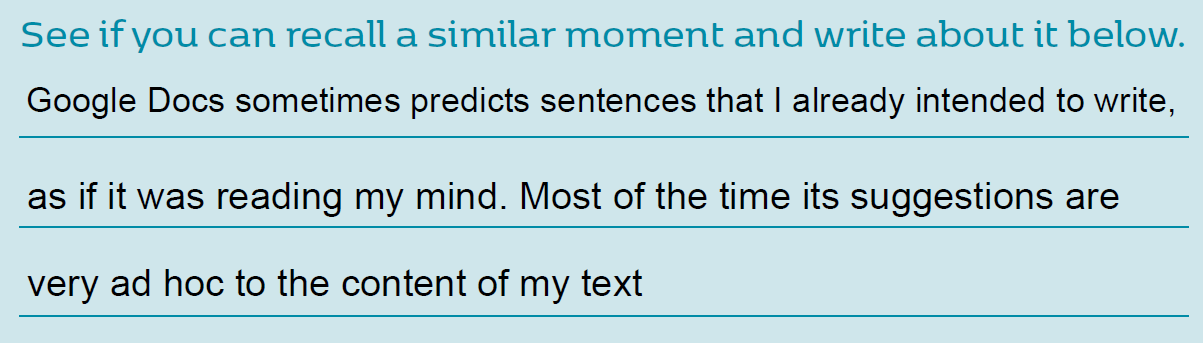 See if you can recall a similar moment and write about it below.
Google Docs sometimes predicts sentences that I already intended to write,
as if it was reading my mind. Most of the time its suggestions are
very ad hoc to the content of my text